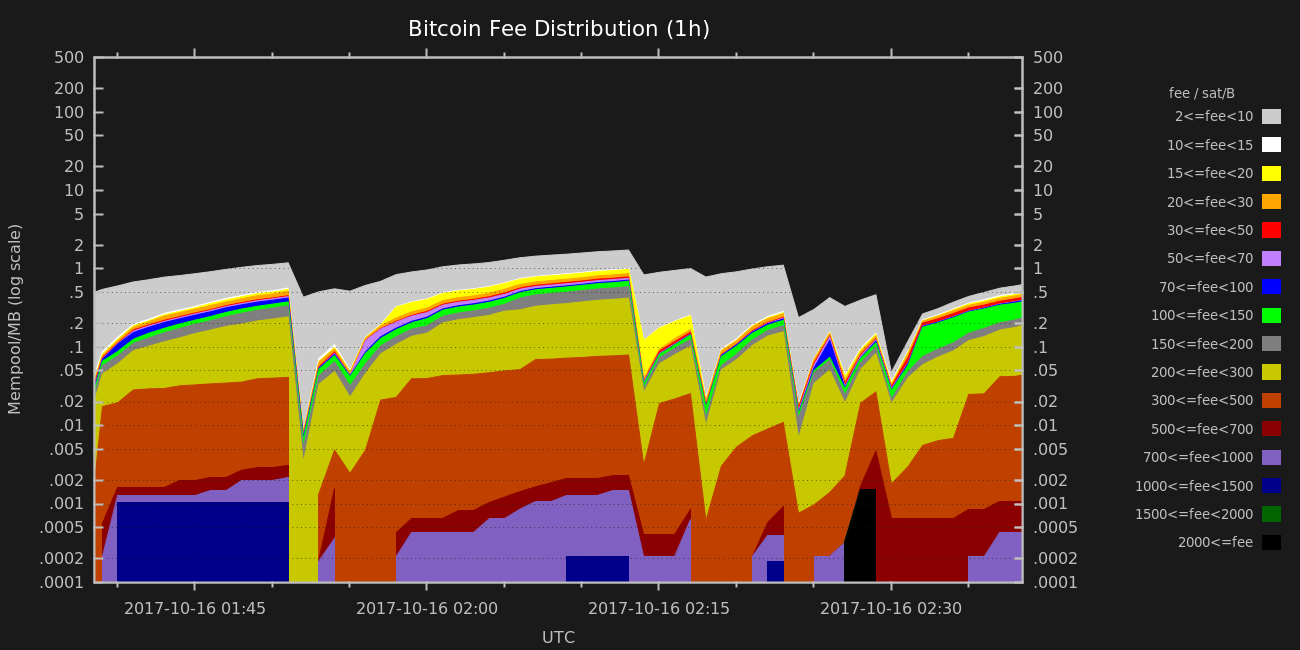 Bitcoin Fee Distribution (1h)
Mempool/MB (log scale)
500
200
100
50
20
10
5
2
1
.5
.2
.1
.05
.02
.01
.005
.002
.001
.0005
.0002
.0001
500
200
100
50
20
10
5
2
1
.5
.2
.1
.05
.02
.01
.005
.002
.001
.0005
.0002
.0001
2017-10-16 01:45
2017-10-16 02:00
2017-10-16 02:15
2017-10-16 02:30
UTC
fee / sat/B
2<=fee<10
10<=fee<15
15<=fee<20
20<=fee<30
30<=fee<50
50<=fee<70
70<=fee<100
100<=fee<150
150<=fee<200
200<=fee<300
300<=fee<500
500<=fee<700
700<=fee<1000
1000<=fee<1500
1500<=fee<2000
2000<=fee